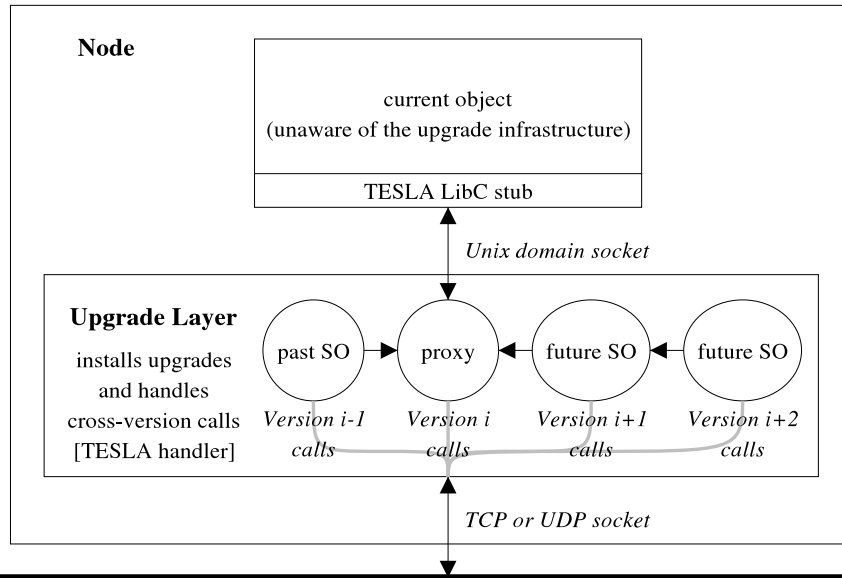 Node
current object
(unaware of the upgrade infrastructure)
TESLA LibC stub
Unix domain socket
Upgrade Layer
installs upgrades
and handles
cross-version calls
[TESLA handler]
past SO
proxy
future SO
future SO
Version i-1
calls
Version i
calls
Version i+1
calls
Version i+2
calls
TCP or UDP socket